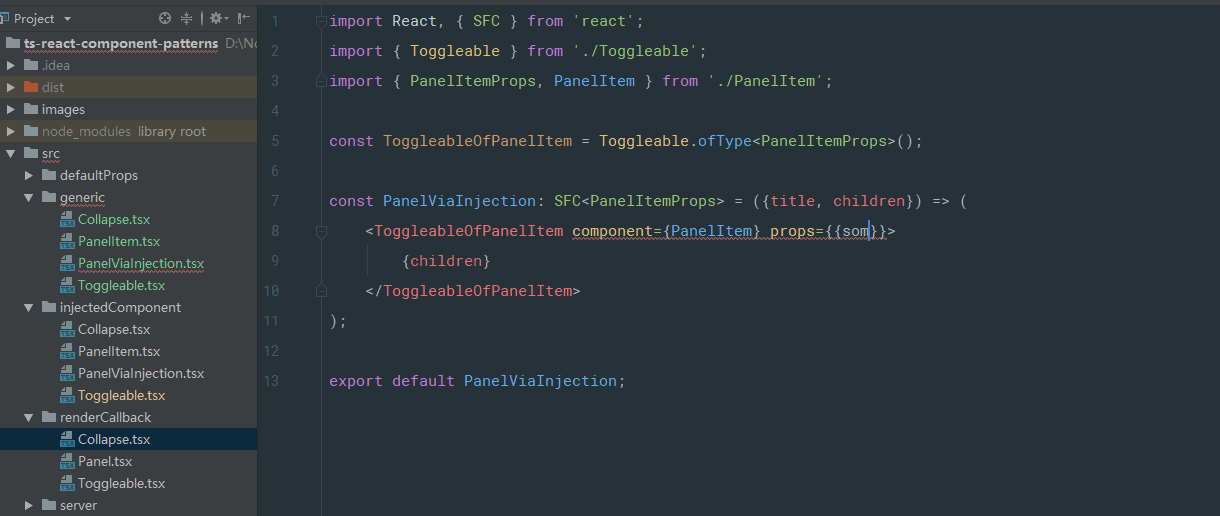 Project
ts-react-component-patterns D:\No
.idea
dist
images
node_modules library root
src
defaultProps
generic
Collapse.tsx
PanelItem.tsx
PanelViaInjection.tsx
Toggleable.tsx
injectedComponent
Collapse.tsx
PanelItem.tsx
PanelViaInjection.tsx
Toggleable.tsx
renderCallback
Collapse.tsx
Panel.tsx
Toggleable.tsx
server
1 import React, { SFC } from 'react';
2 import { Toggleable } from './Toggleable';
3 import { PanelItemProps, PanelItem } from './PanelItem';
4
5 const ToggleableOfPanelItem = Toggleable.ofType<PanelItemProps>();
6
7 const PanelViaInjection: SFC<PanelItemProps> = ({title, children}) => (
8 <ToggleableOfPanelItem component={PanelItem} props={{som}}>
9 {children}
10 </ToggleableOfPanelItem>
11 );
12
13 export default PanelViaInjection;